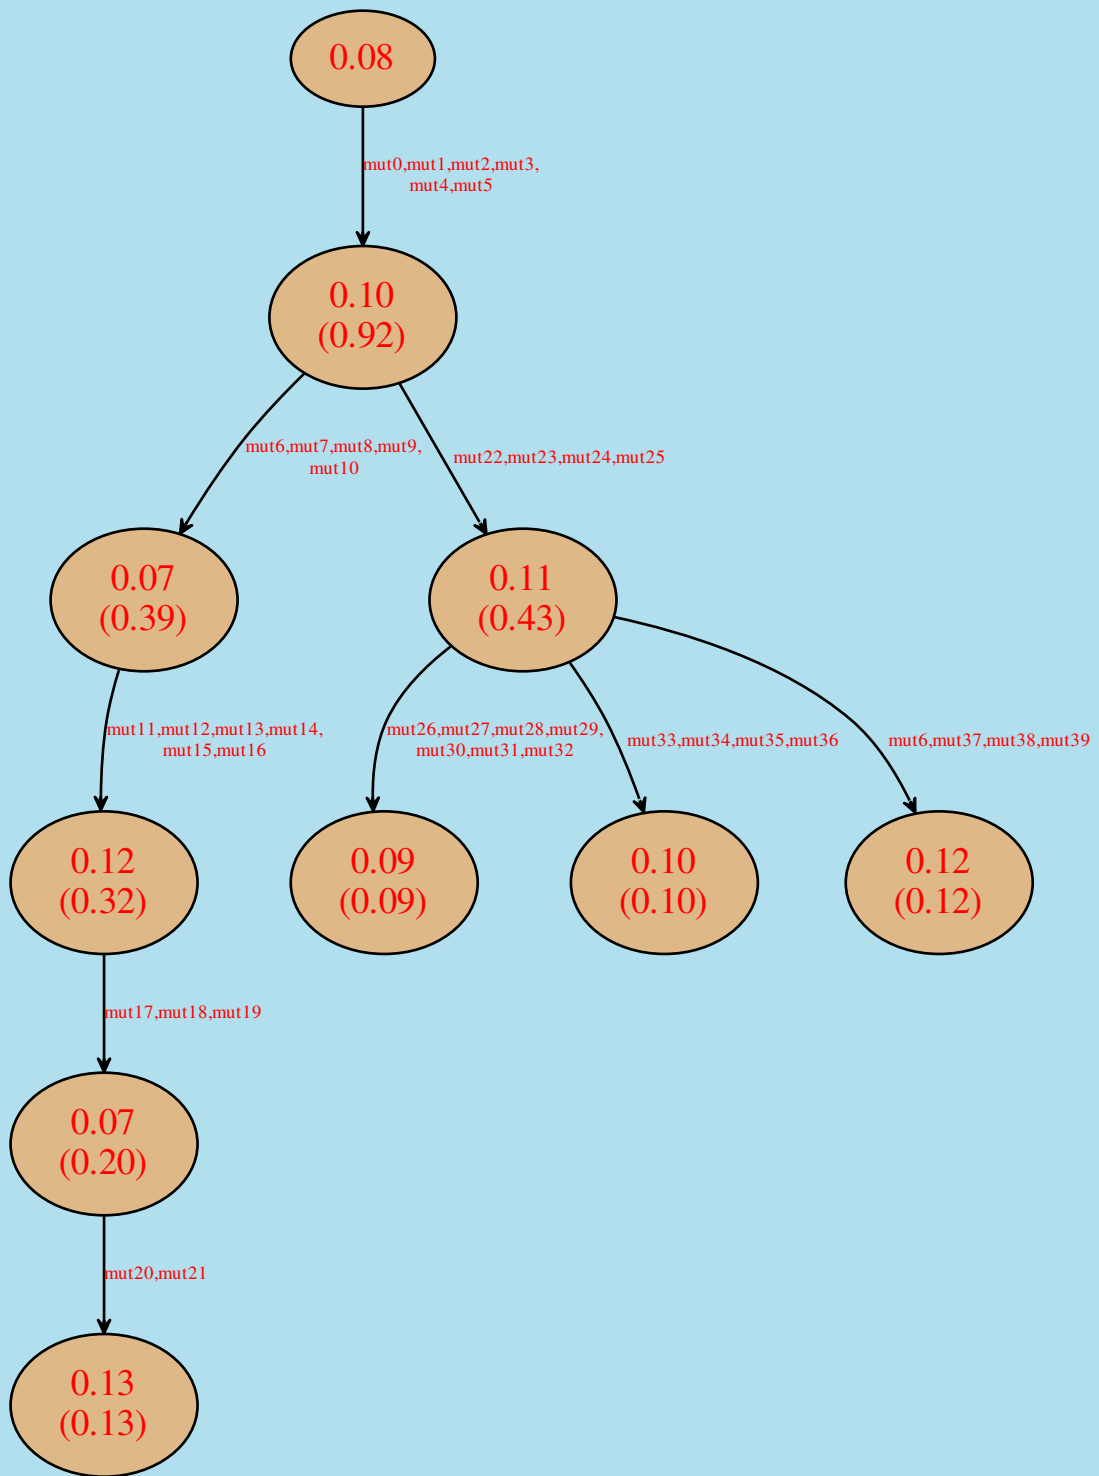 0.08
mut0,mut1,mut2,mut3,
mut4,mut5
0.10
(0.92)
mut6,mut7,mut8,mut9,
mut10
mut22,mut23,mut24,mut25
0.07
(0.39)
0.11
(0.43)
mut11,mut12,mut13,mut14,
mut15,mut16
mut26,mut27,mut28,mut29,
mut30,mut31,mut32
mut33,mut34,mut35,mut36
mut6,mut37,mut38,mut39
0.12
(0.32)
0.09
(0.09)
0.10
(0.10)
0.12
(0.12)
mut17,mut18,mut19
0.07
(0.20)
mut20,mut21
0.13
(0.13)